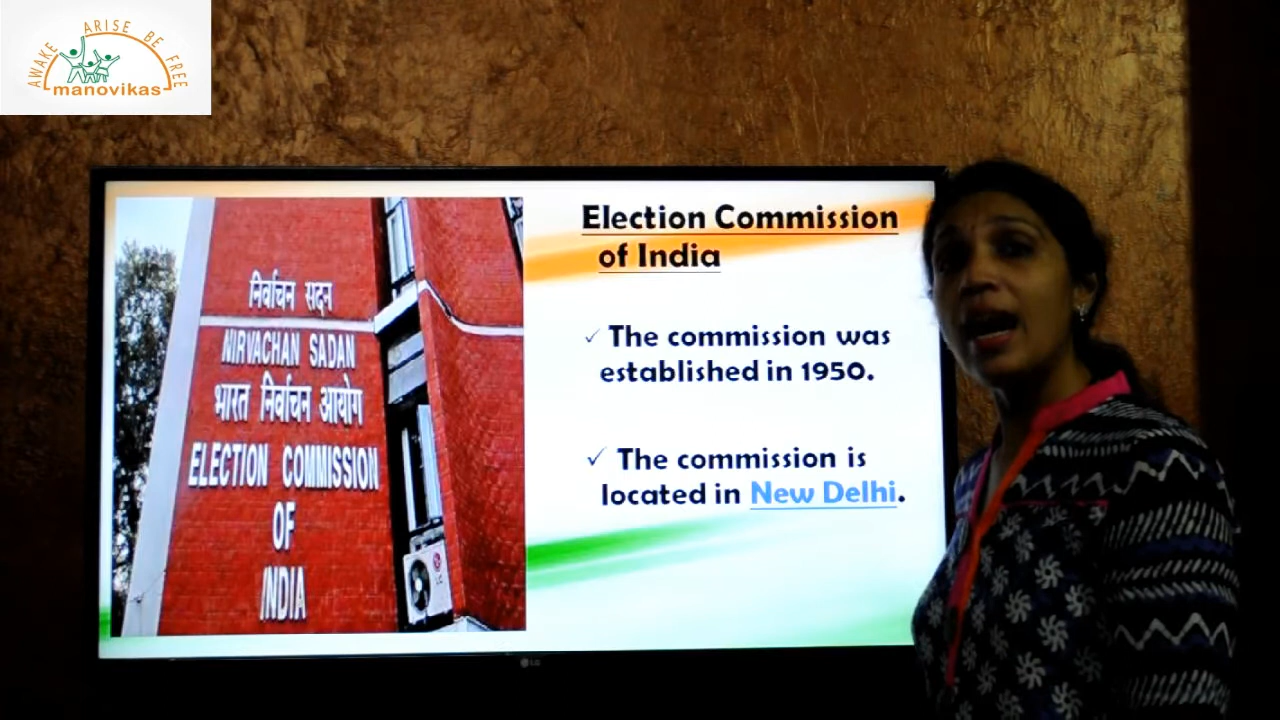 AWAKE ARISE BE FREE
manovikas
निर्वाचन सदन
NIRVACHAN SADAN
भारत निर्वाचन आयोग
ELECTION COMMISSION
OF
INDIA
LG
Election Commission
of India
✓ The commission was
established in 1950.
✓ The commission is
located in New Delhi.
LG